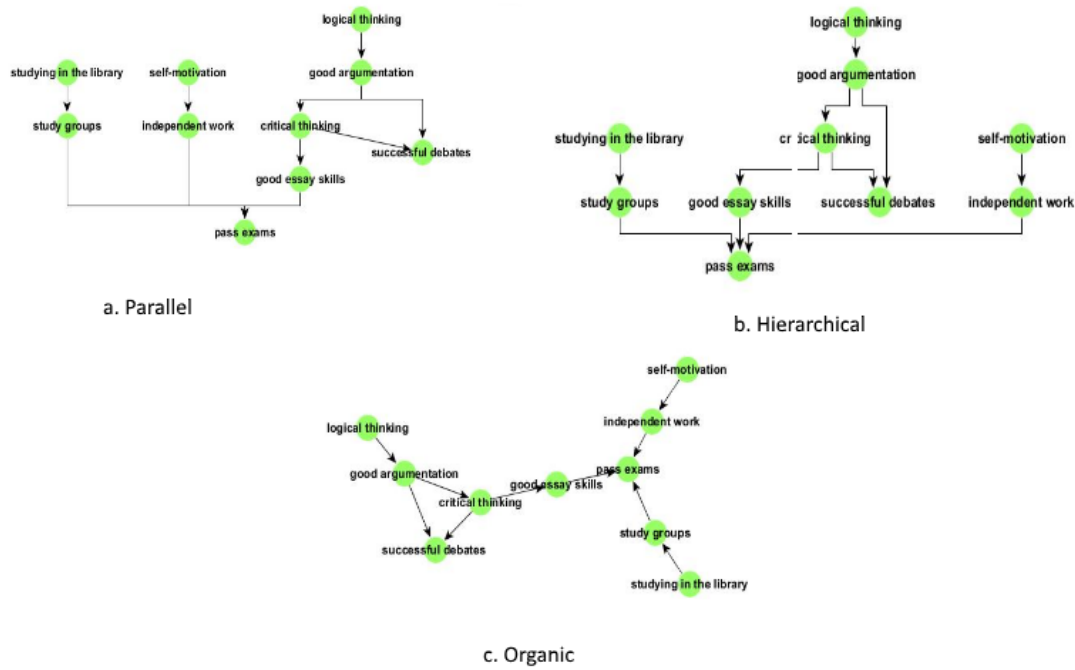 logical thinking
studying in the library
self-motivation
good argumentation
study groups
independent work
critical thinking
successful debates
good essay skills
pass exams
a. Parallel
logical thinking
good argumentation
studying in the library
critical thinking
self-motivation
study groups
good essay skills
successful debates
independent work
pass exams
b. Hierarchical
self-motivation
independent work
logical thinking
good argumentation
pass exams
good essay skills
critical thinking
successful debates
study groups
studying in the library
c. Organic